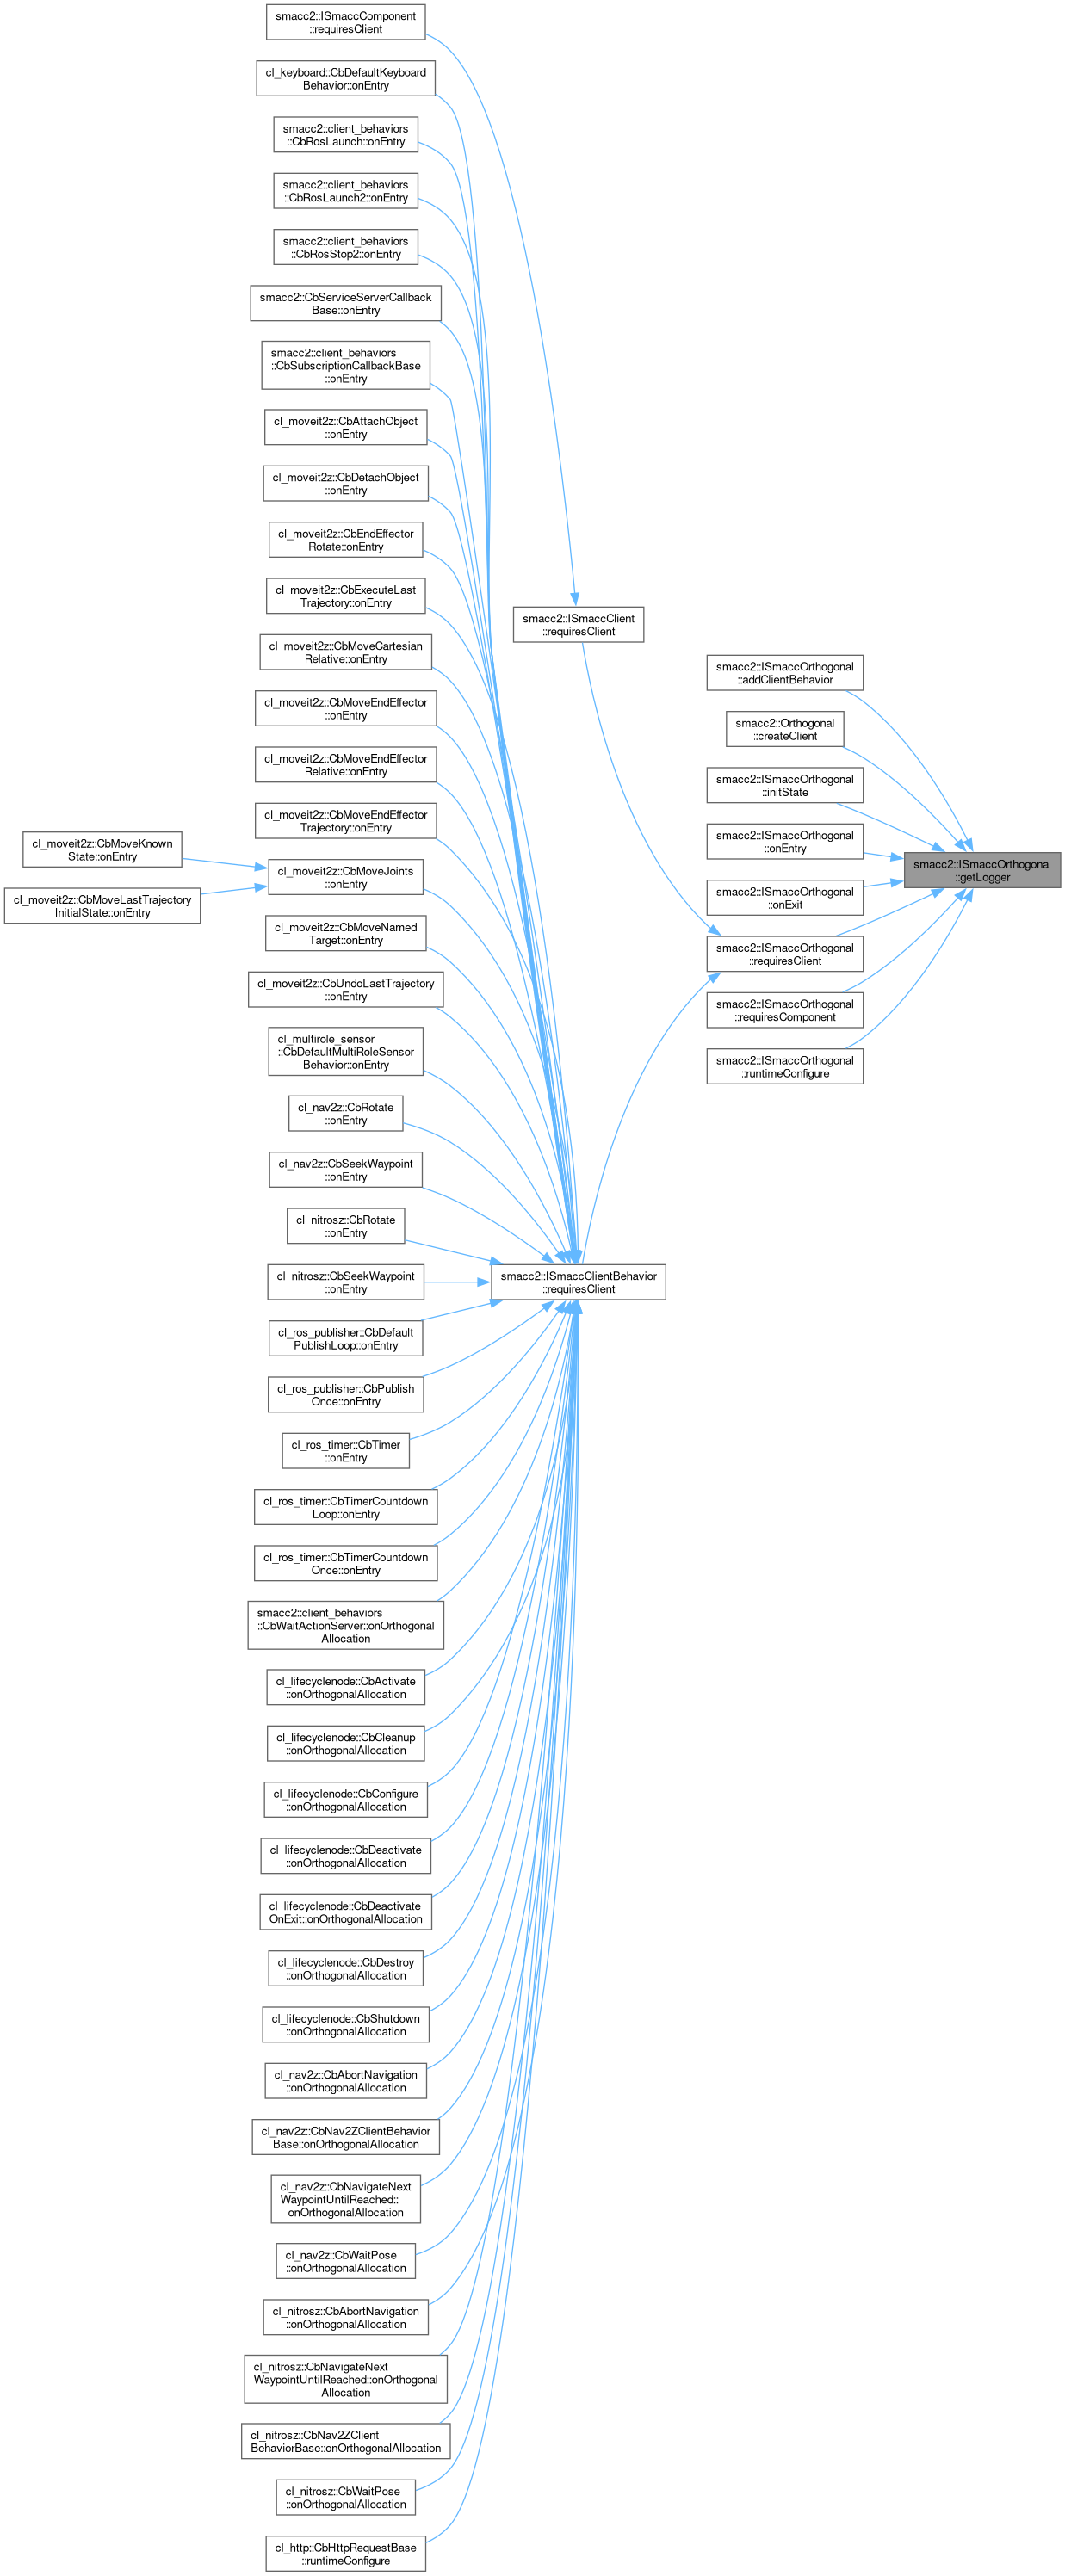 smacc2::ISmaccComponent
::requiresClient
cl_keyboard::CbDefaultKeyboard
Behavior::onEntry
smacc2::client_behaviors
::CbRosLaunch::onEntry
smacc2::client_behaviors
::CbRosLaunch2::onEntry
smacc2::client_behaviors
::CbRosStop2::onEntry
smacc2::CbServiceServerCallback
Base::onEntry
smacc2::client_behaviors
::CbSubscriptionCallbackBase
::onEntry
cl_moveit2z::CbAttachObject
::onEntry
cl_moveit2z::CbDetachObject
::onEntry
cl_moveit2z::CbEndEffector
Rotate::onEntry
cl_moveit2z::CbExecuteLast
Trajectory::onEntry
cl_moveit2z::CbMoveCartesian
Relative::onEntry
cl_moveit2z::CbMoveEndEffector
::onEntry
cl_moveit2z::CbMoveEndEffector
Relative::onEntry
cl_moveit2z::CbMoveEndEffector
Trajectory::onEntry
cl_moveit2z::CbMoveKnown
State::onEntry
cl_moveit2z::CbMoveLastTrajectory
InitialState::onEntry
cl_moveit2z::CbMoveJoints
::onEntry
cl_moveit2z::CbMoveNamed
Target::onEntry
cl_moveit2z::CbUndoLastTrajectory
::onEntry
cl_multirole_sensor
::CbDefaultMultiRoleSensor
Behavior::onEntry
cl_nav2z::CbRotate
::onEntry
cl_nav2z::CbSeekWaypoint
::onEntry
cl_nitrosz::CbRotate
::onEntry
cl_nitrosz::CbSeekWaypoint
::onEntry
cl_ros_publisher::CbDefault
PublishLoop::onEntry
cl_ros_publisher::CbPublish
Once::onEntry
cl_ros_timer::CbTimer
::onEntry
cl_ros_timer::CbTimerCountdown
Loop::onEntry
cl_ros_timer::CbTimerCountdown
Once::onEntry
smacc2::client_behaviors
::CbWaitActionServer::onOrthogonal
Allocation
cl_lifecyclenode::CbActivate
::onOrthogonalAllocation
cl_lifecyclenode::CbCleanup
::onOrthogonalAllocation
cl_lifecyclenode::CbConfigure
::onOrthogonalAllocation
cl_lifecyclenode::CbDeactivate
::onOrthogonalAllocation
cl_lifecyclenode::CbDeactivate
OnExit::onOrthogonalAllocation
cl_lifecyclenode::CbDestroy
::onOrthogonalAllocation
cl_lifecyclenode::CbShutdown
::onOrthogonalAllocation
cl_nav2z::CbAbortNavigation
::onOrthogonalAllocation
cl_nav2z::CbNav2ZClientBehavior
Base::onOrthogonalAllocation
cl_nav2z::CbNavigateNext
WaypointUntilReached::
onOrthogonalAllocation
cl_nav2z::CbWaitPose
::onOrthogonalAllocation
cl_nitrosz::CbAbortNavigation
::onOrthogonalAllocation
cl_nitrosz::CbNavigateNext
WaypointUntilReached::onOrthogonal
Allocation
cl_nitrosz::CbNav2ZClient
BehaviorBase::onOrthogonalAllocation
cl_nitrosz::CbWaitPose
::onOrthogonalAllocation
cl_http::CbHttpRequestBase
::runtimeConfigure
smacc2::ISmaccClient
::requiresClient
smacc2::ISmaccClientBehavior
::requiresClient
smacc2::ISmaccOrthogonal
::addClientBehavior
smacc2::Orthogonal
::createClient
smacc2::ISmaccOrthogonal
::initState
smacc2::ISmaccOrthogonal
::onEntry
smacc2::ISmaccOrthogonal
::onExit
smacc2::ISmaccOrthogonal
::requiresClient
smacc2::ISmaccOrthogonal
::requiresComponent
smacc2::ISmaccOrthogonal
::runtimeConfigure
smacc2::ISmaccOrthogonal
::getLogger